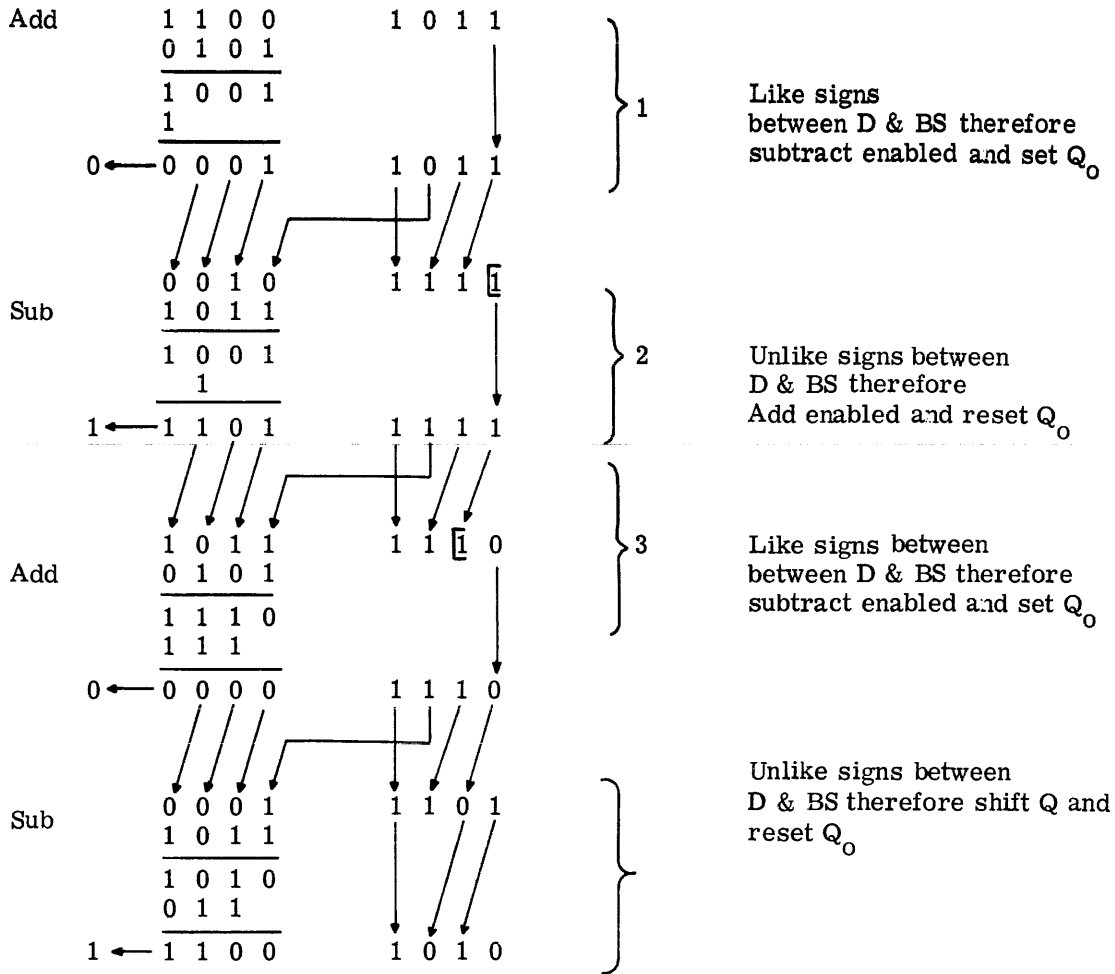 Add 1 1 0 0 1 0 1 1
0 1 0 1
1 0 0 1
1
0 0 0 0 1 1 0 1 1
1
Like signs
between D & BS therefore
subtract enabled and set Q_O
0 0 1 0 1 1 1 [1
Sub 1 0 1 1
1 0 0 1
1
1 1 1 0 1 1 1 1 1
2
Unlike signs between
D & BS therefore
Add enabled and reset Q_O
1 0 1 1 1 1 [1 0
Add 0 1 0 1
1 1 1 0
1 1 1
0 0 0 0 0 1 1 1 0
3
Like signs between
between D & BS therefore
subtract enabled and set Q_O
0 0 0 1 1 1 0 1
Sub 1 0 1 1
1 0 1 0
0 1 1
1 1 1 0 0 1 0 1 0
Unlike signs between
D & BS therefore shift Q and
reset Q_O